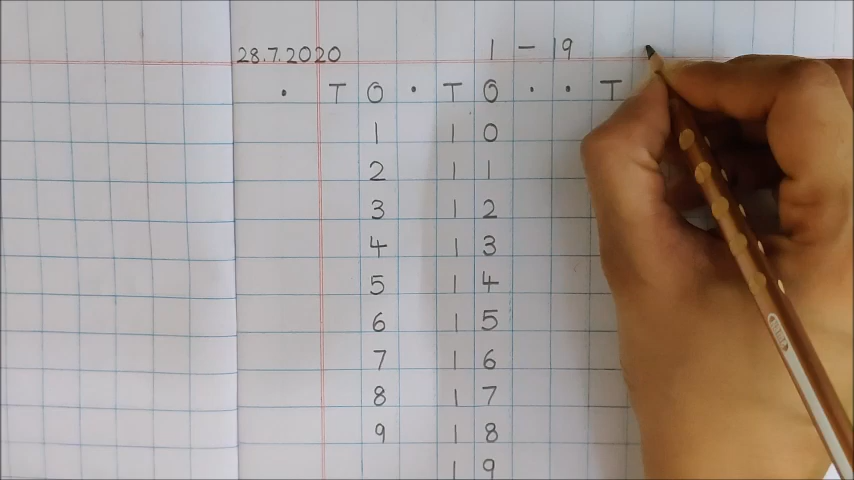 28.7.2020 1 - 19
. T O . T O . . T
1 1 0
2 1 1
3 1 2
4 1 3
5 1 4
6 1 5
7 1 6
8 1 7
9 1 8
1 9